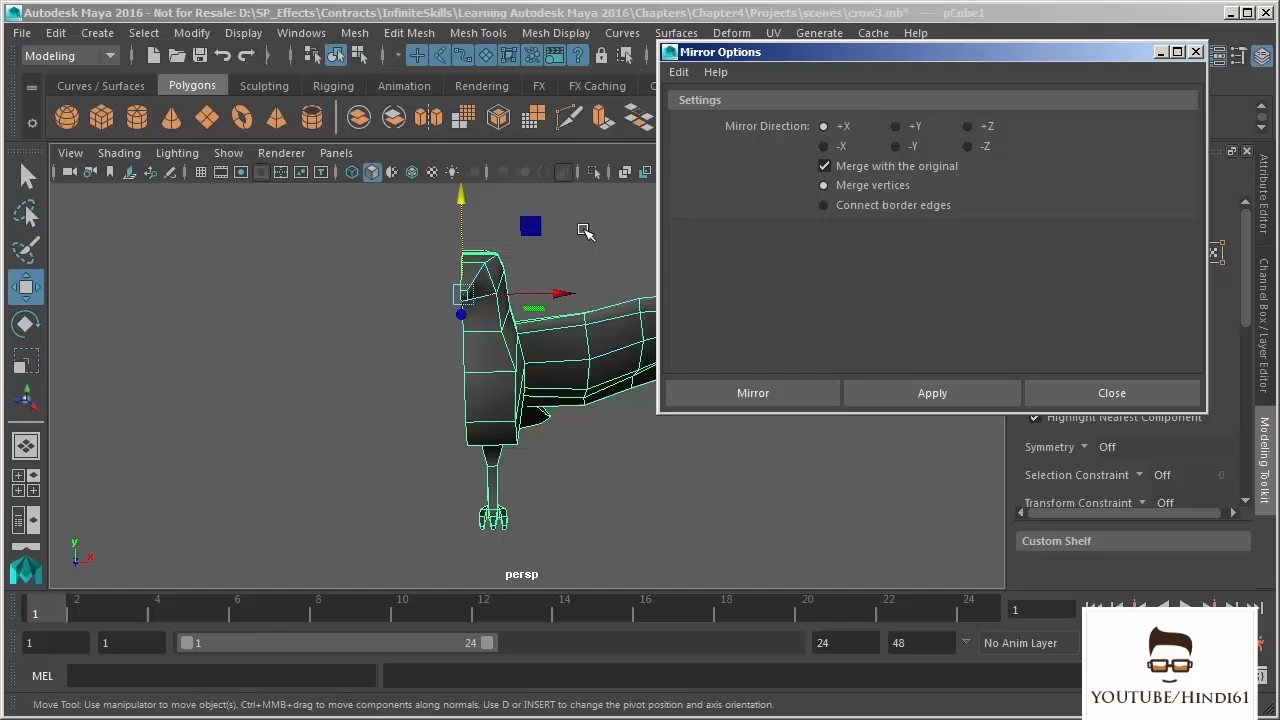 Autodesk Maya 2016 - Not for Resale: D:\SP_Effects\Contracts\InfiniteSkills\Learning Autodesk Maya 2016\Chapters\Chapter4\Projects\scenes\crow3.mb* --- pCube1
File Edit Create Select Modify Display Windows Mesh Edit Mesh Mesh Tools Mesh Display Curves Surfaces Deform UV Generate Cache Help
Modeling
Mirror Options
Edit Help
Curves / Surfaces Polygons Sculpting Rigging Animation Rendering FX FX Caching
Settings
Mirror Direction: +X +Y +Z
-X -Y -Z
Merge with the original
Merge vertices
Connect border edges
View Shading Lighting Show Renderer Panels
Mirror Apply Close
Attribute Editor
Channel Box / Layer Editor
Modeling Toolkit
Highlight Nearest Component
Symmetry Off
Selection Constraint Off 0
Transform Constraint Off
Custom Shelf
y
x
persp
1 2 4 6 8 10 12 14 16 18 20 22 24 1
1 1 1 24 24 48 No Anim Layer
MEL
Move Tool: Use manipulator to move object(s). Ctrl+MMB+drag to move components along normals. Use D or INSERT to change the pivot position and axis orientation.
YOUTUBE/HINDI61